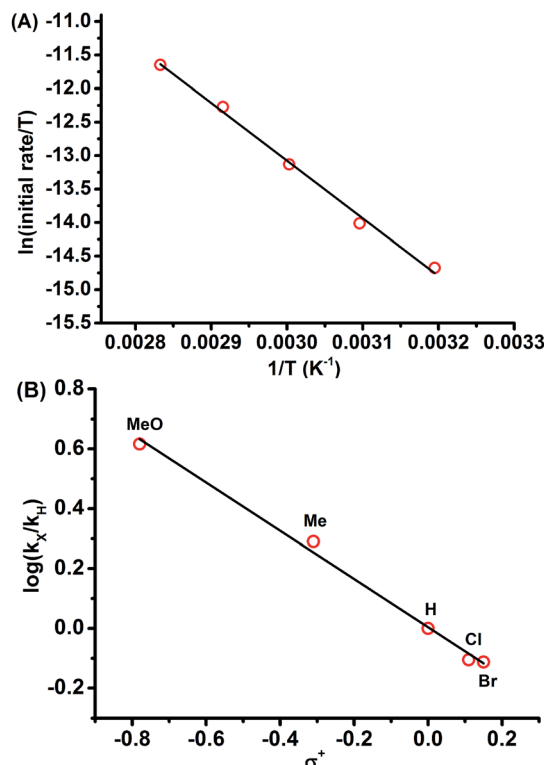 (A)
-11.0
-11.5
-12.0
-12.5
-13.0
-13.5
-14.0
-14.5
-15.0
-15.5
ln(initial rate/T)
0.0028 0.0029 0.0030 0.0031 0.0032 0.0033
1/T (K⁻¹)
(B)
0.8
0.6
0.4
0.2
0.0
-0.2
log(kX/kH)
MeO
Me
H
Cl
Br
-0.8 -0.6 -0.4 -0.2 0.0 0.2
σ⁺